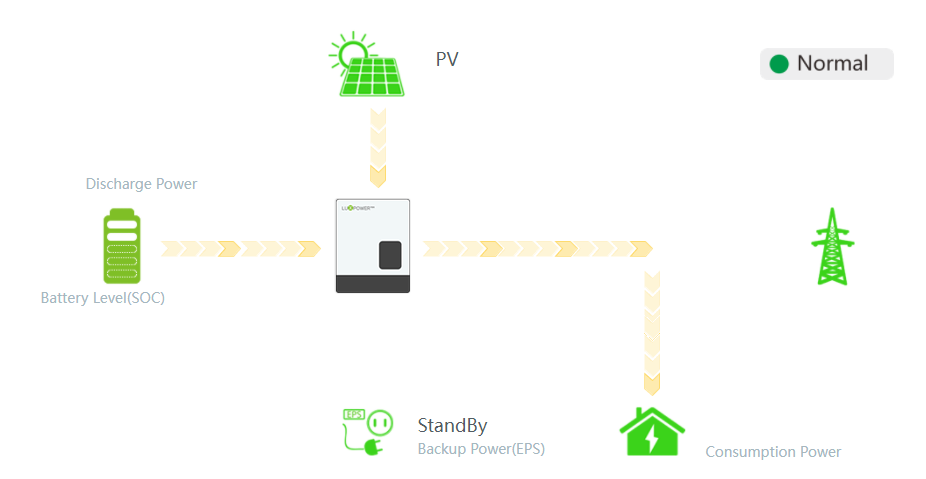 PV
Normal
Discharge Power
LUXPOWER
Battery Level(SOC)
EPS
StandBy
Backup Power(EPS)
Consumption Power